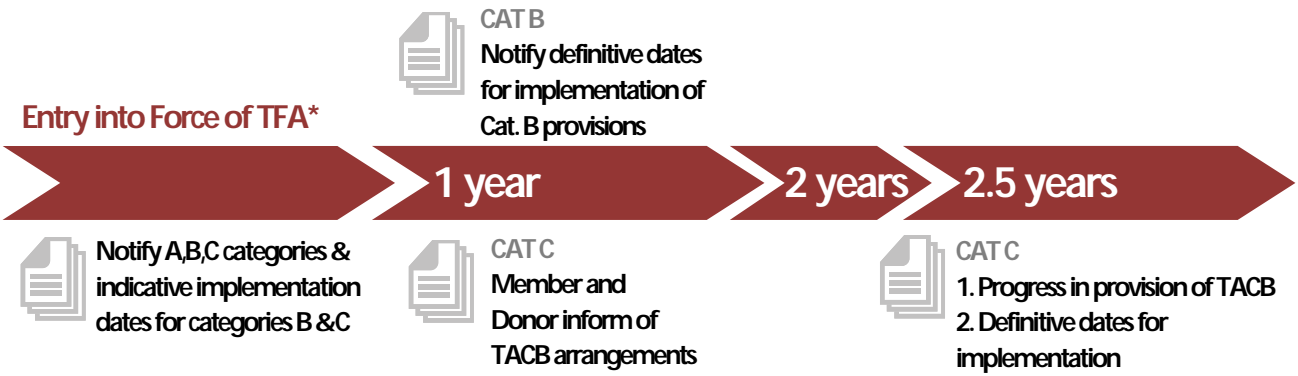 CAT B
Notify definitive dates
for implementation of
Cat. B provisions
Entry into Force of TFA*
1 year
2 years
2.5 years
Notify A,B,C categories &
indicative implementation
dates for categories B & C
CAT C
Member and
Donor inform of
TACB arrangements
CAT C
1. Progress in provision of TACB
2. Definitive dates for
implementation